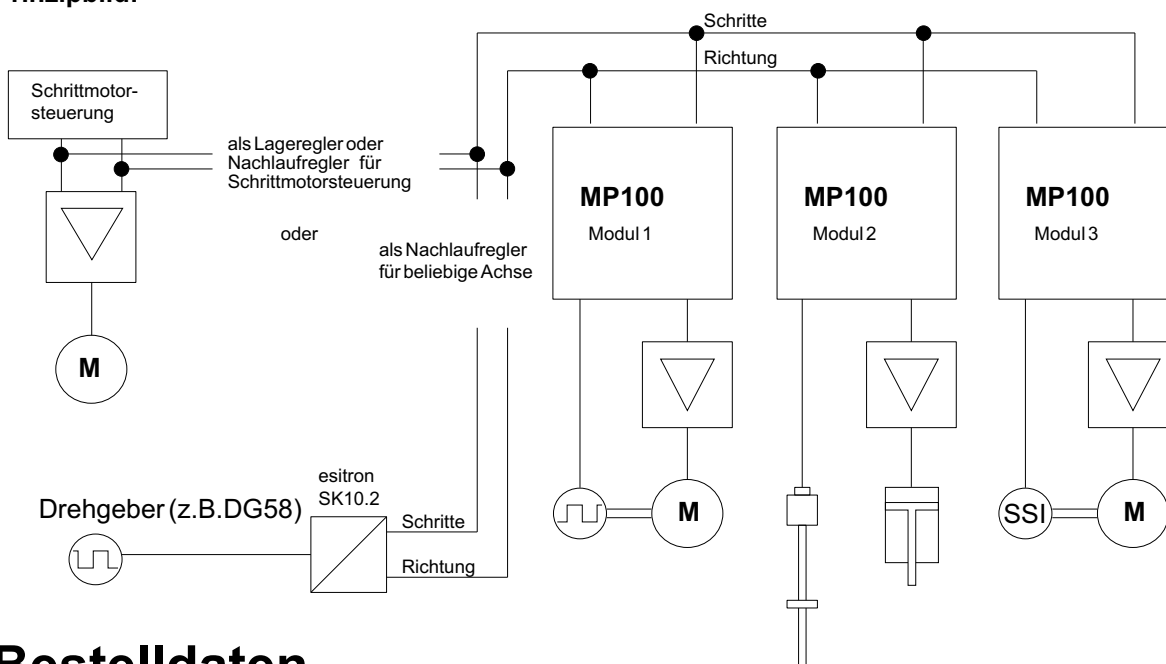 Schritte
Richtung
Schrittmotor-
steuerung
als Lageregler oder
Nachlaufregler für
Schrittmotorsteuerung
oder
als Nachlaufregler
für beliebige Achse
MP100
Modul 1
MP100
Modul 2
MP100
Modul 3
M
esitron
SK10.2
Drehgeber (z.B.DG58)
Schritte
Richtung
M
SSI
M
Bestelldaten